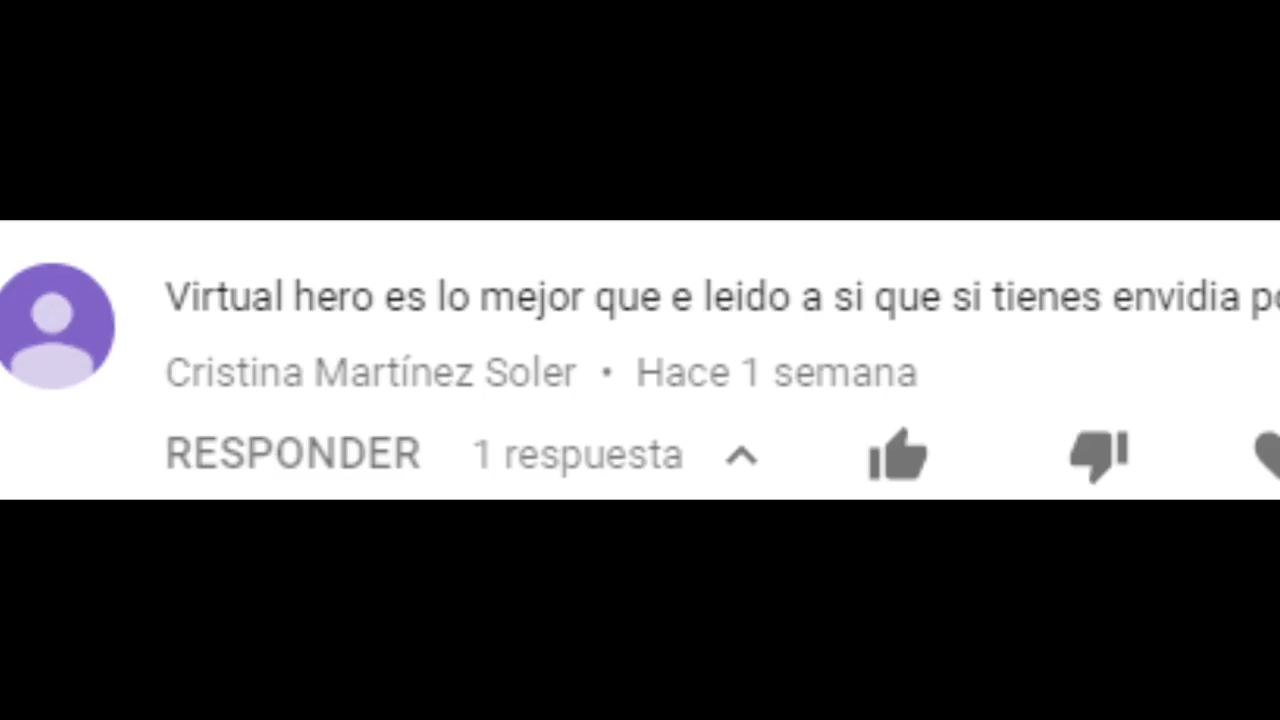 Virtual hero es lo mejor que e leido a si que si tienes envidia
Cristina Martínez Soler • Hace 1 semana
RESPONDER 1 respuesta